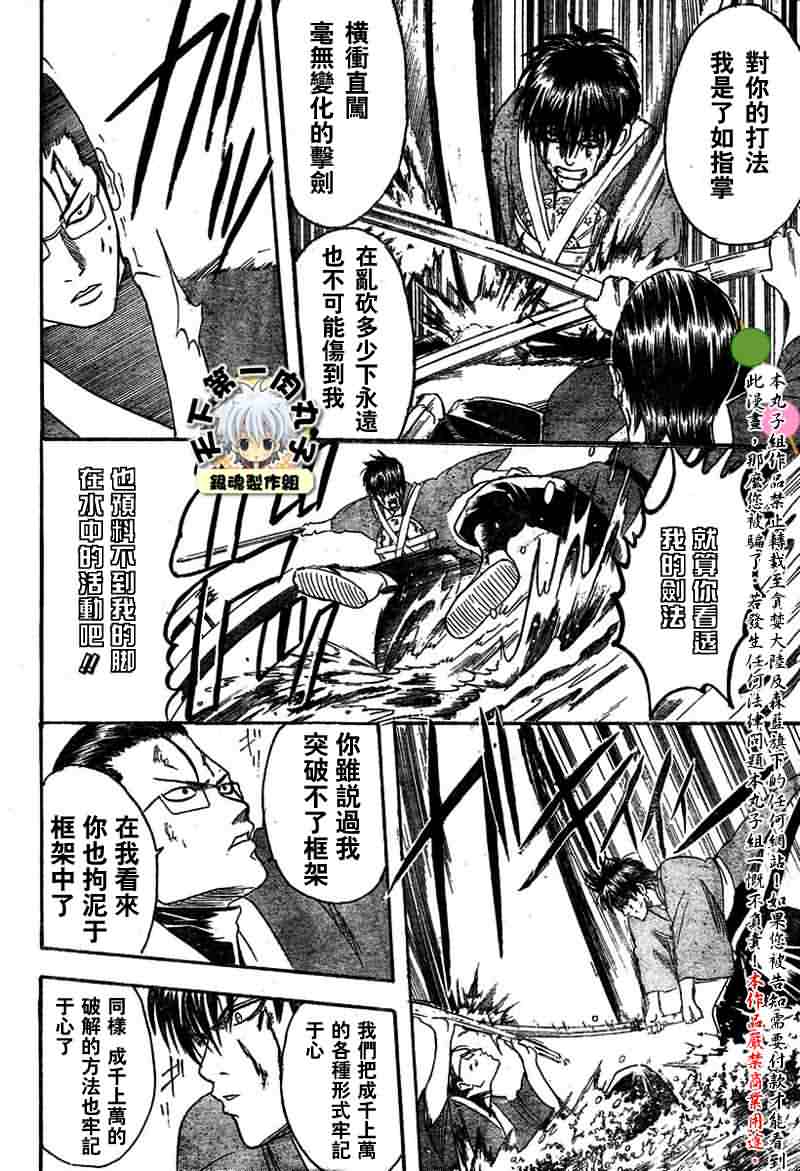 對你的打法
我是了如指掌
橫衝直闖
毫無變化的擊劍
在亂砍多少下永遠
也不可能傷到我
天下第一肉丸子
銀魂製作組
就算你看透
我的劍法
也預料不到我的脚
在水中的活動吧!!
你雖説過我
突破不了框架
在我看來
你也拘泥于
框架中了
我們把成千上萬
的各種形式牢記
于心
同樣 成千上萬的
破解的方法也牢記
于心了
本丸子組作品禁止轉裁至貪婪大陸及森羅旗下的任何網站!如果您被告知需要付款才能看到
此漫畫,那麼您被騙了,若發生任何法律問題本丸子組一慨不負責!本作品嚴禁商業用途。